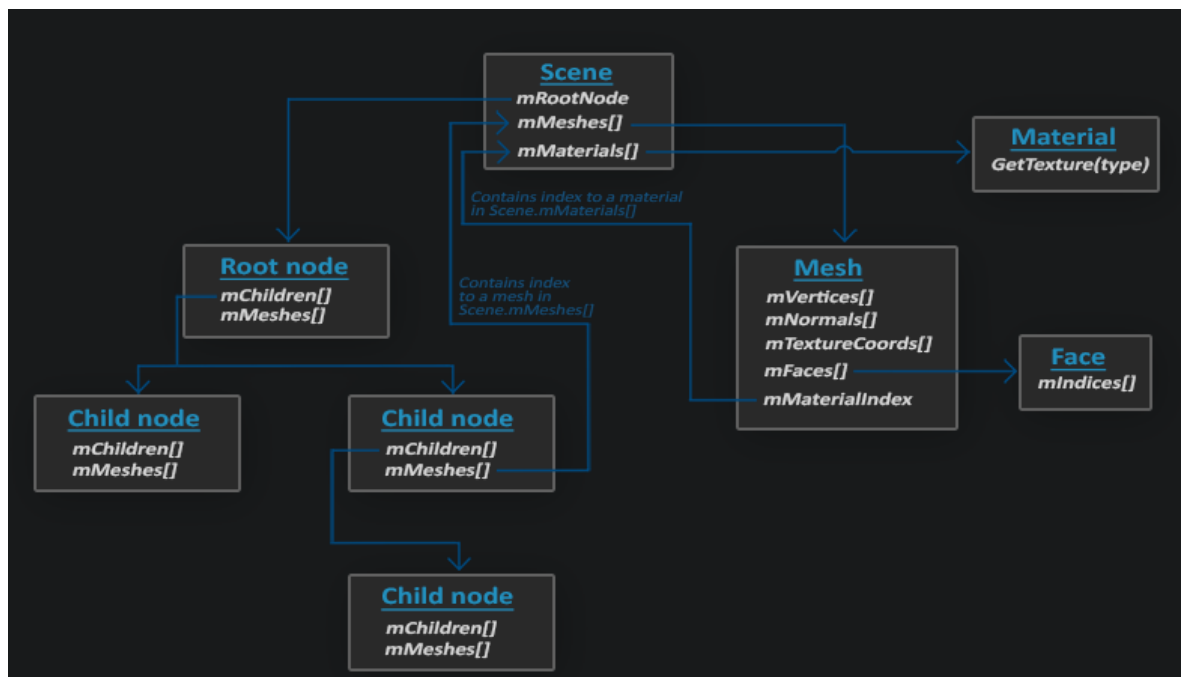 Scene
mRootNode
mMeshes[]
mMaterials[]
Material
GetTexture(type)
Contains index to a material
in Scene.mMaterials[]
Root node
mChildren[]
mMeshes[]
Contains index
to a mesh in
Scene.mMeshes[]
Mesh
mVertices[]
mNormals[]
mTextureCoords[]
mFaces[]
mMaterialIndex
Face
mIndices[]
Child node
mChildren[]
mMeshes[]
Child node
mChildren[]
mMeshes[]
Child node
mChildren[]
mMeshes[]